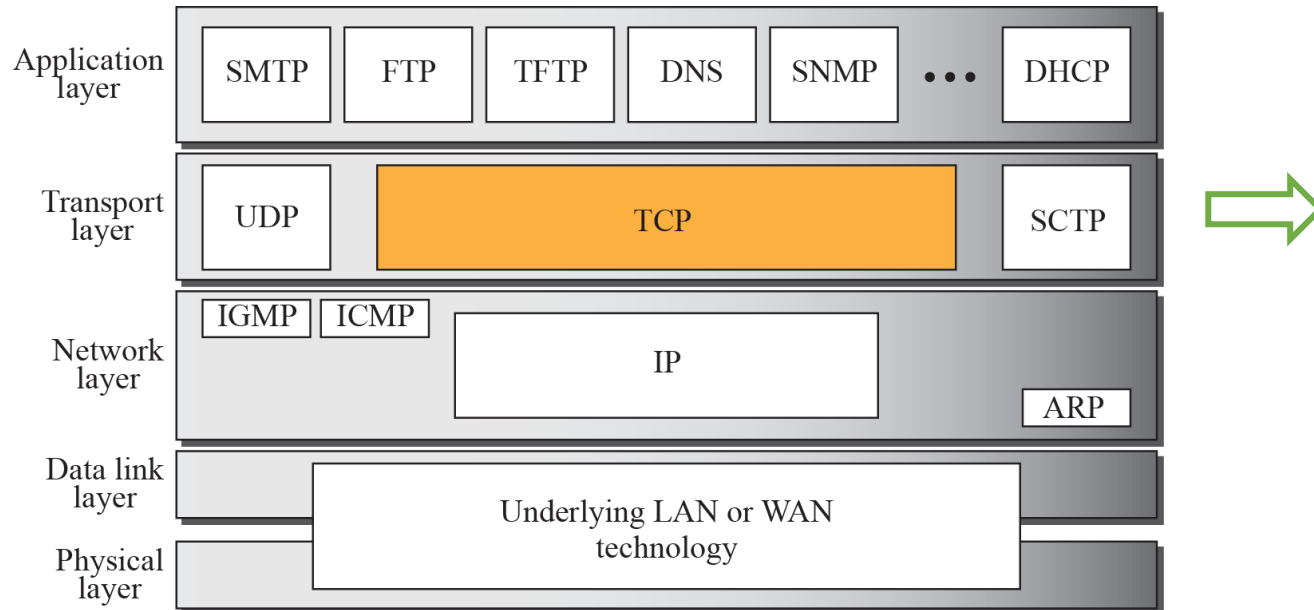 Application
layer
SMTP
FTP
TFTP
DNS
SNMP
•••
DHCP
Transport
layer
UDP
TCP
SCTP
Network
layer
IGMP
ICMP
IP
ARP
Data link
layer
Physical
layer
Underlying LAN or WAN
technology